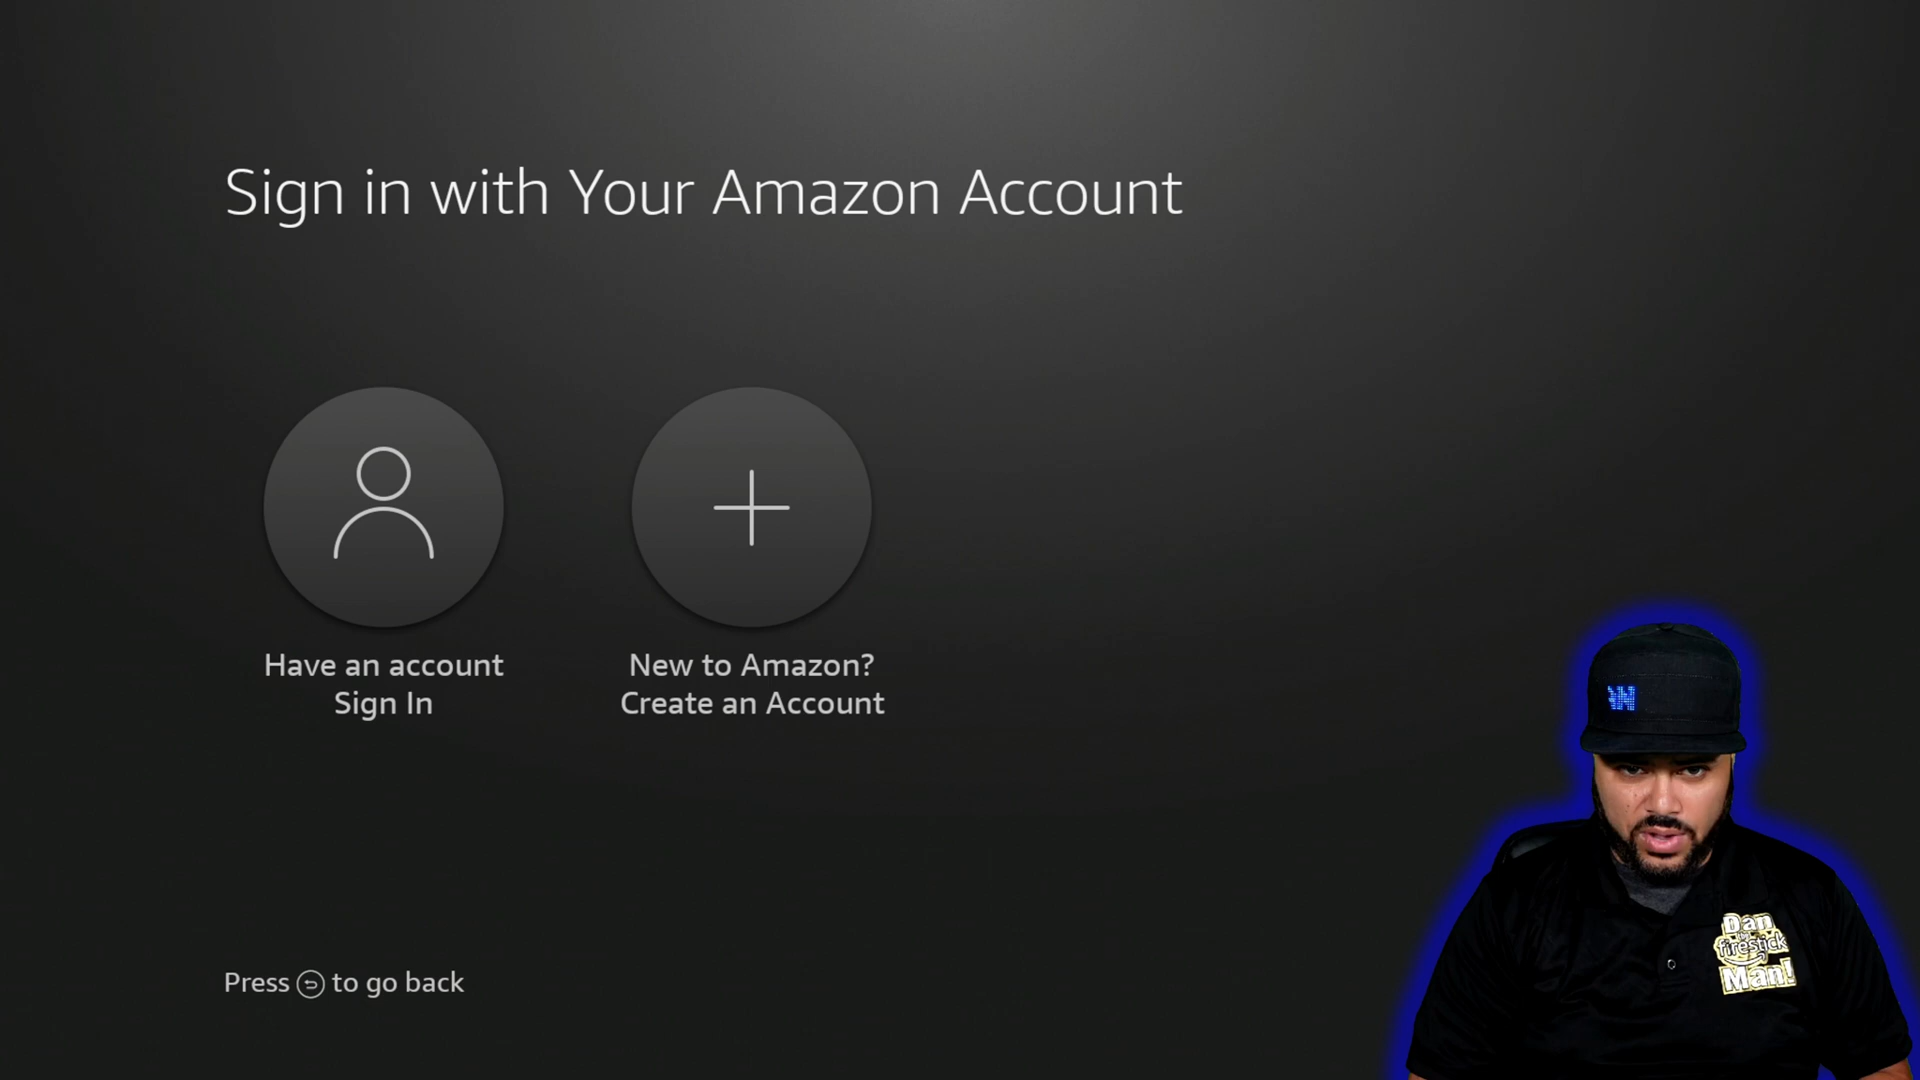 Sign in with Your Amazon Account
Have an account
Sign In
New to Amazon?
Create an Account
Press to go back
Dan
the
firestick
Man!